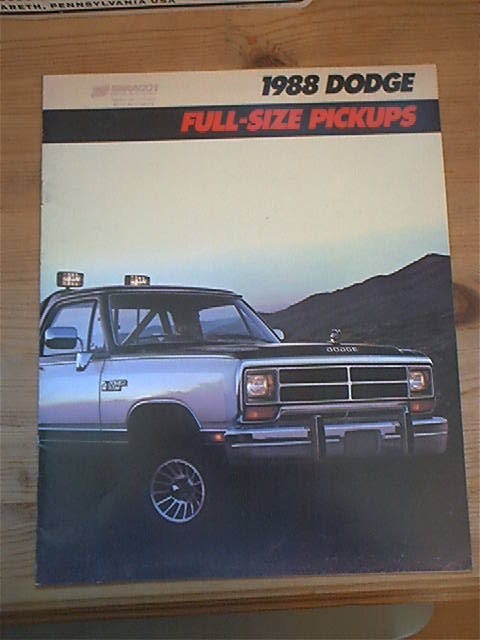 ARETH, PENNSYLVANIA USA
1988 DODGE
FULL-SIZE PICKUPS
DODGE